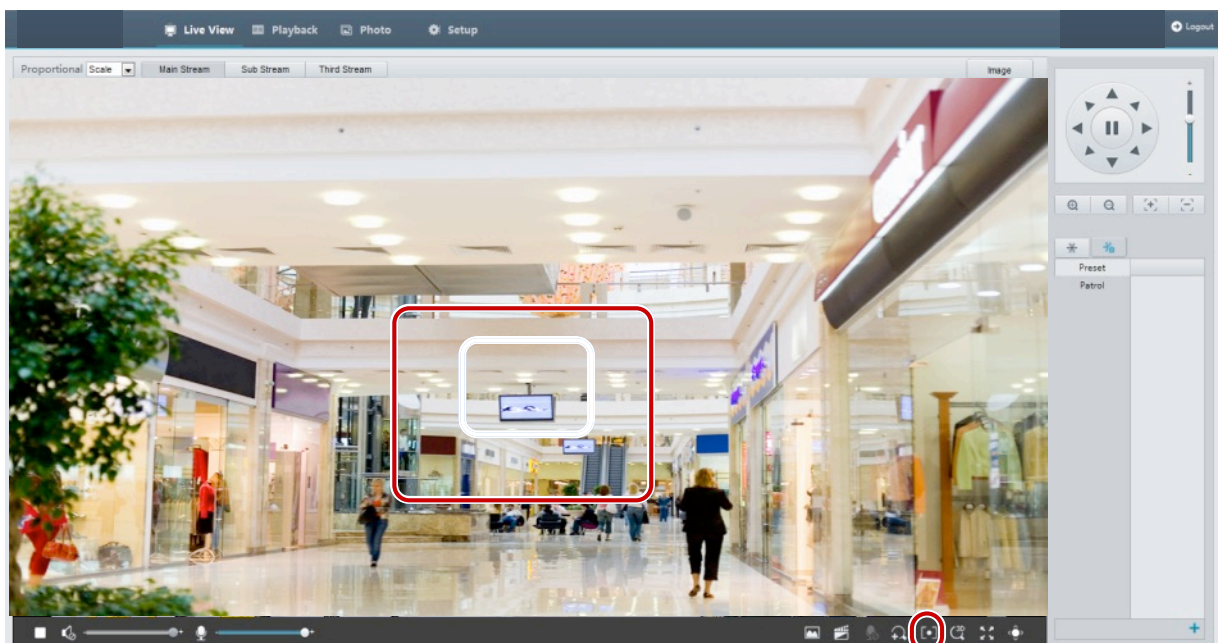 Live View Playback Photo Setup Logout
Proportional Scale Main Stream Sub Stream Third Stream Image
Preset
Patrol